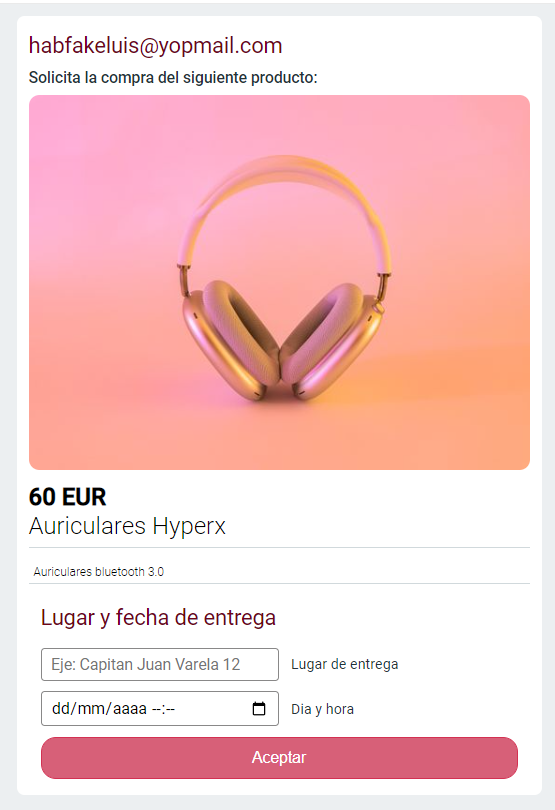 habfakeluis@yopmail.com
Solicita la compra del siguiente producto:
60 EUR
Auriculares Hyperx
Auriculares bluetooth 3.0
Lugar y fecha de entrega
Eje: Capitan Juan Varela 12 Lugar de entrega
dd/mm/aaaa --:-- Dia y hora
Aceptar